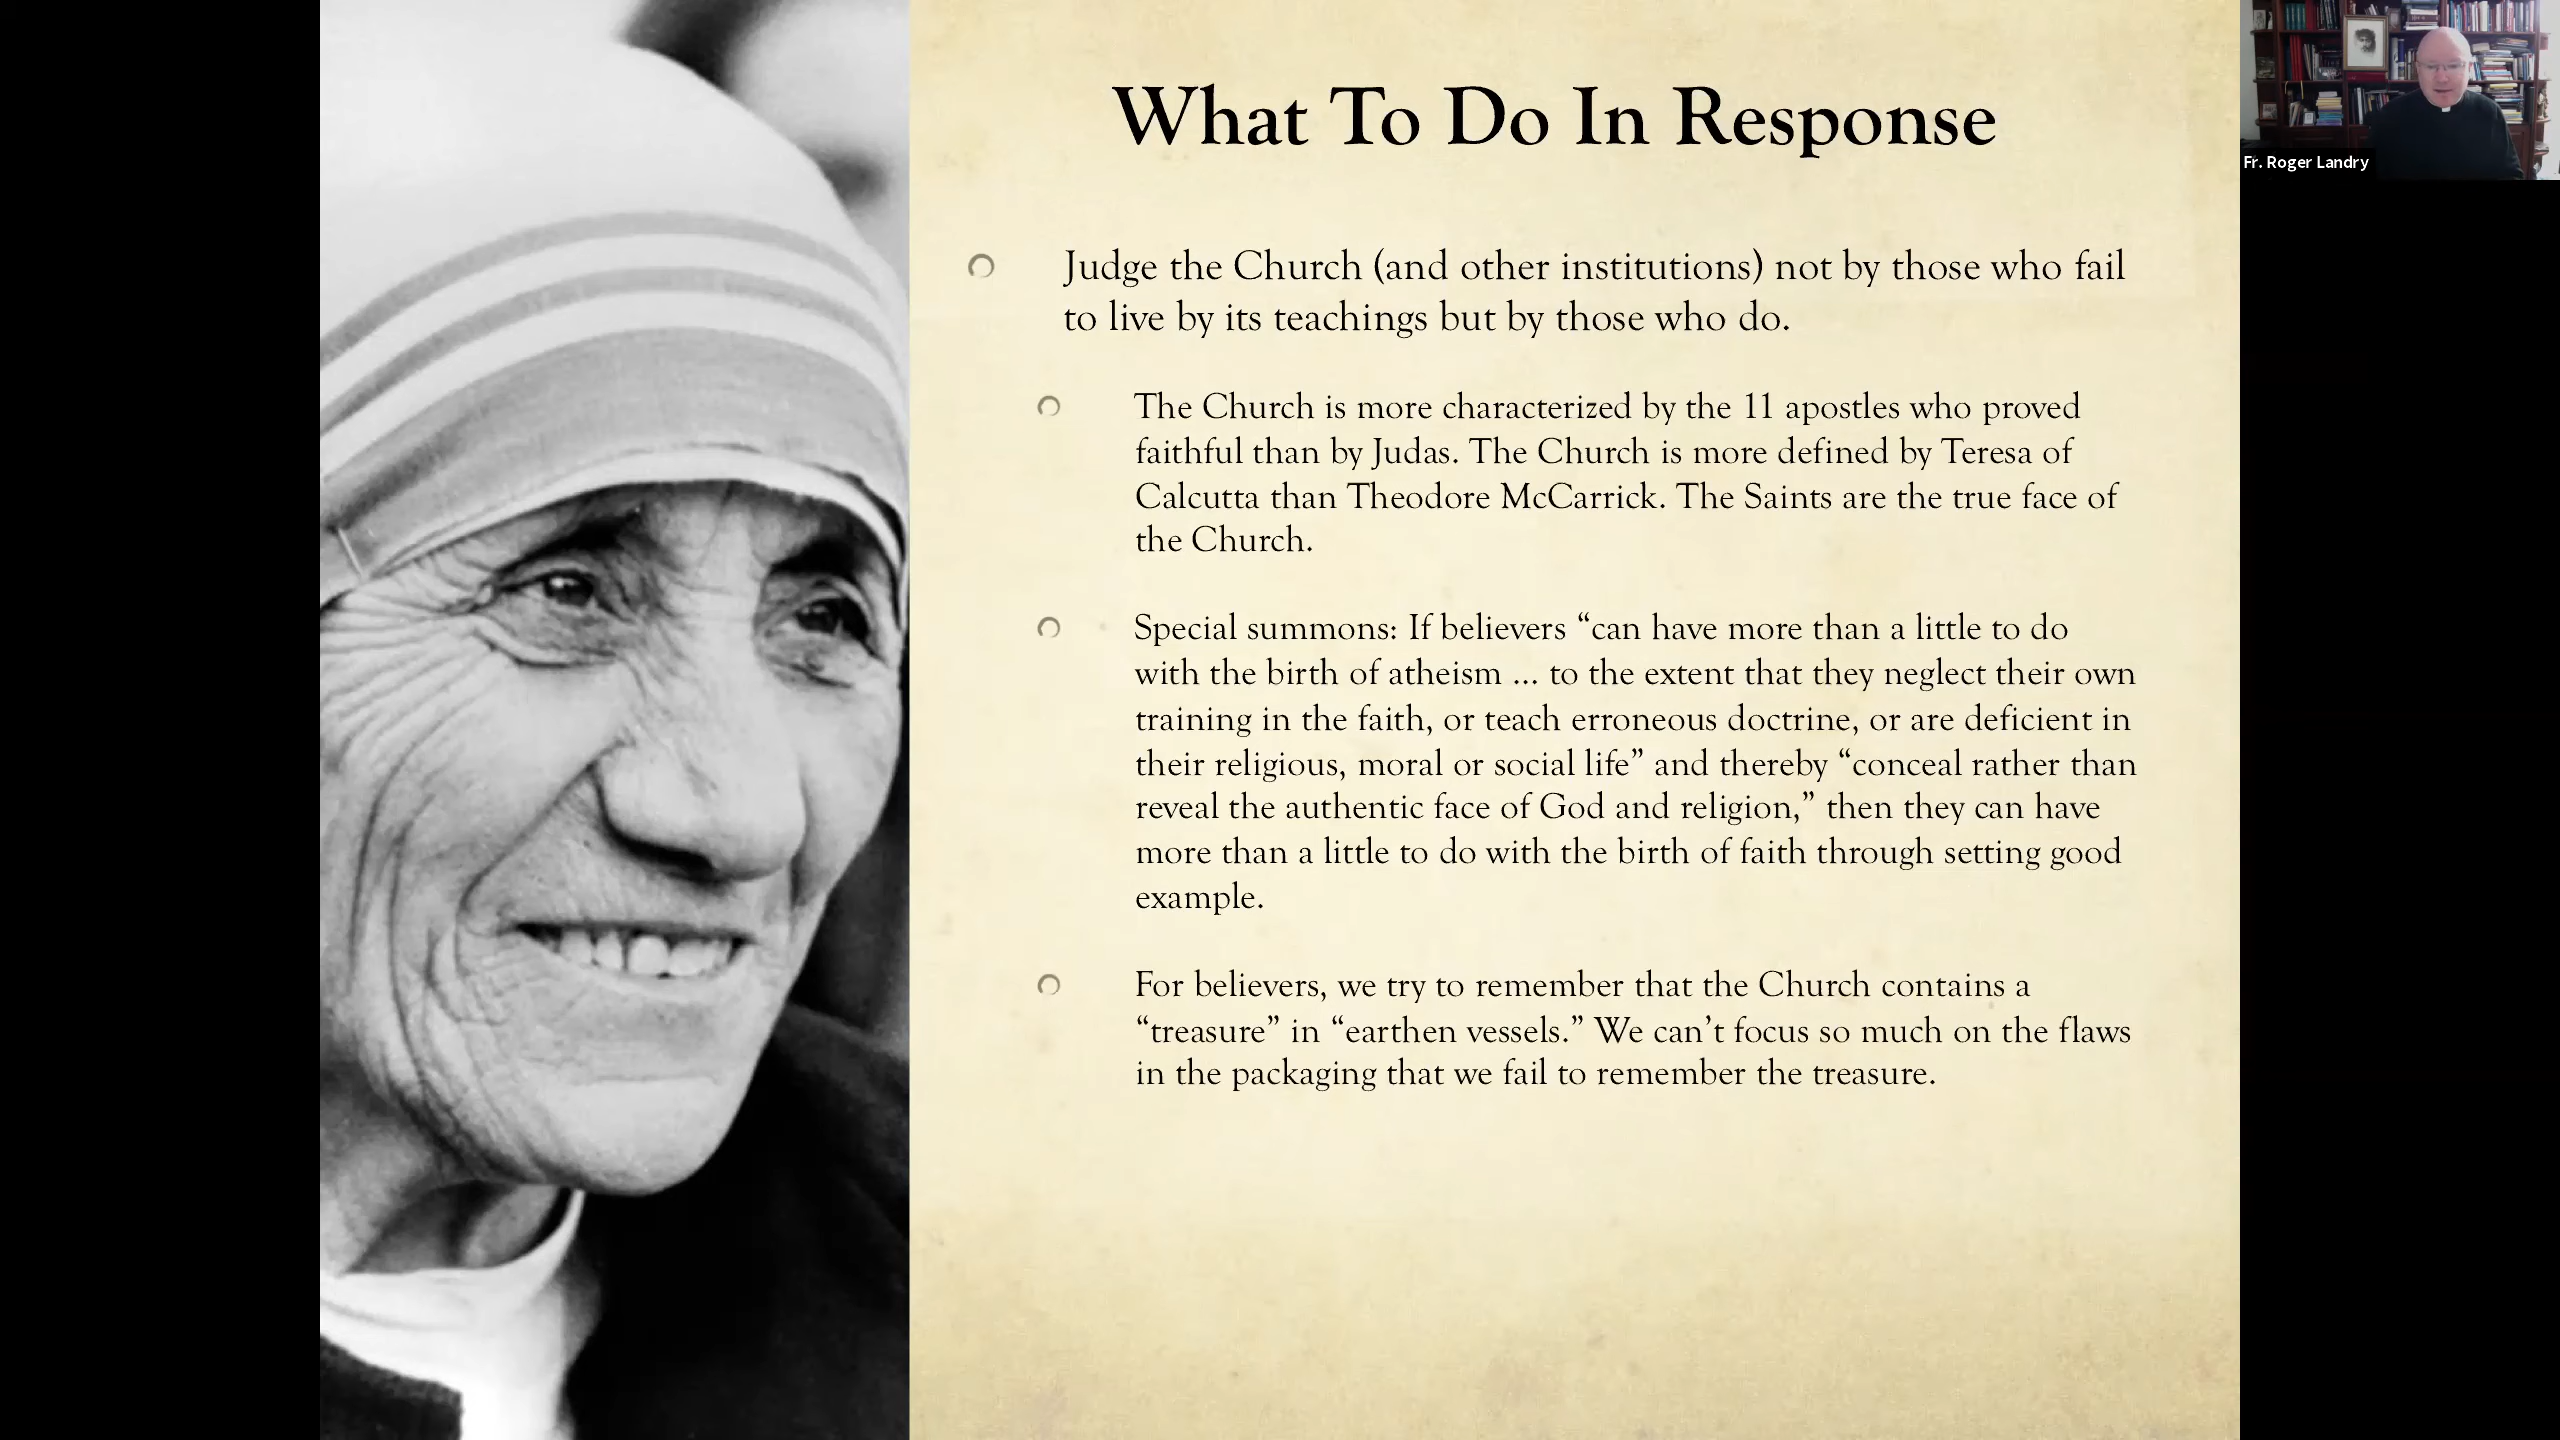 What To Do In Response
Fr. Roger Landry
Judge the Church (and other institutions) not by those who fail
to live by its teachings but by those who do.
The Church is more characterized by the 11 apostles who proved
faithful than by Judas. The Church is more defined by Teresa of
Calcutta than Theodore McCarrick. The Saints are the true face of
the Church.
Special summons: If believers “can have more than a little to do
with the birth of atheism ... to the extent that they neglect their own
training in the faith, or teach erroneous doctrine, or are deficient in
their religious, moral or social life” and thereby “conceal rather than
reveal the authentic face of God and religion,” then they can have
more than a little to do with the birth of faith through setting good
example.
For believers, we try to remember that the Church contains a
“treasure” in “earthen vessels.” We can’t focus so much on the flaws
in the packaging that we fail to remember the treasure.